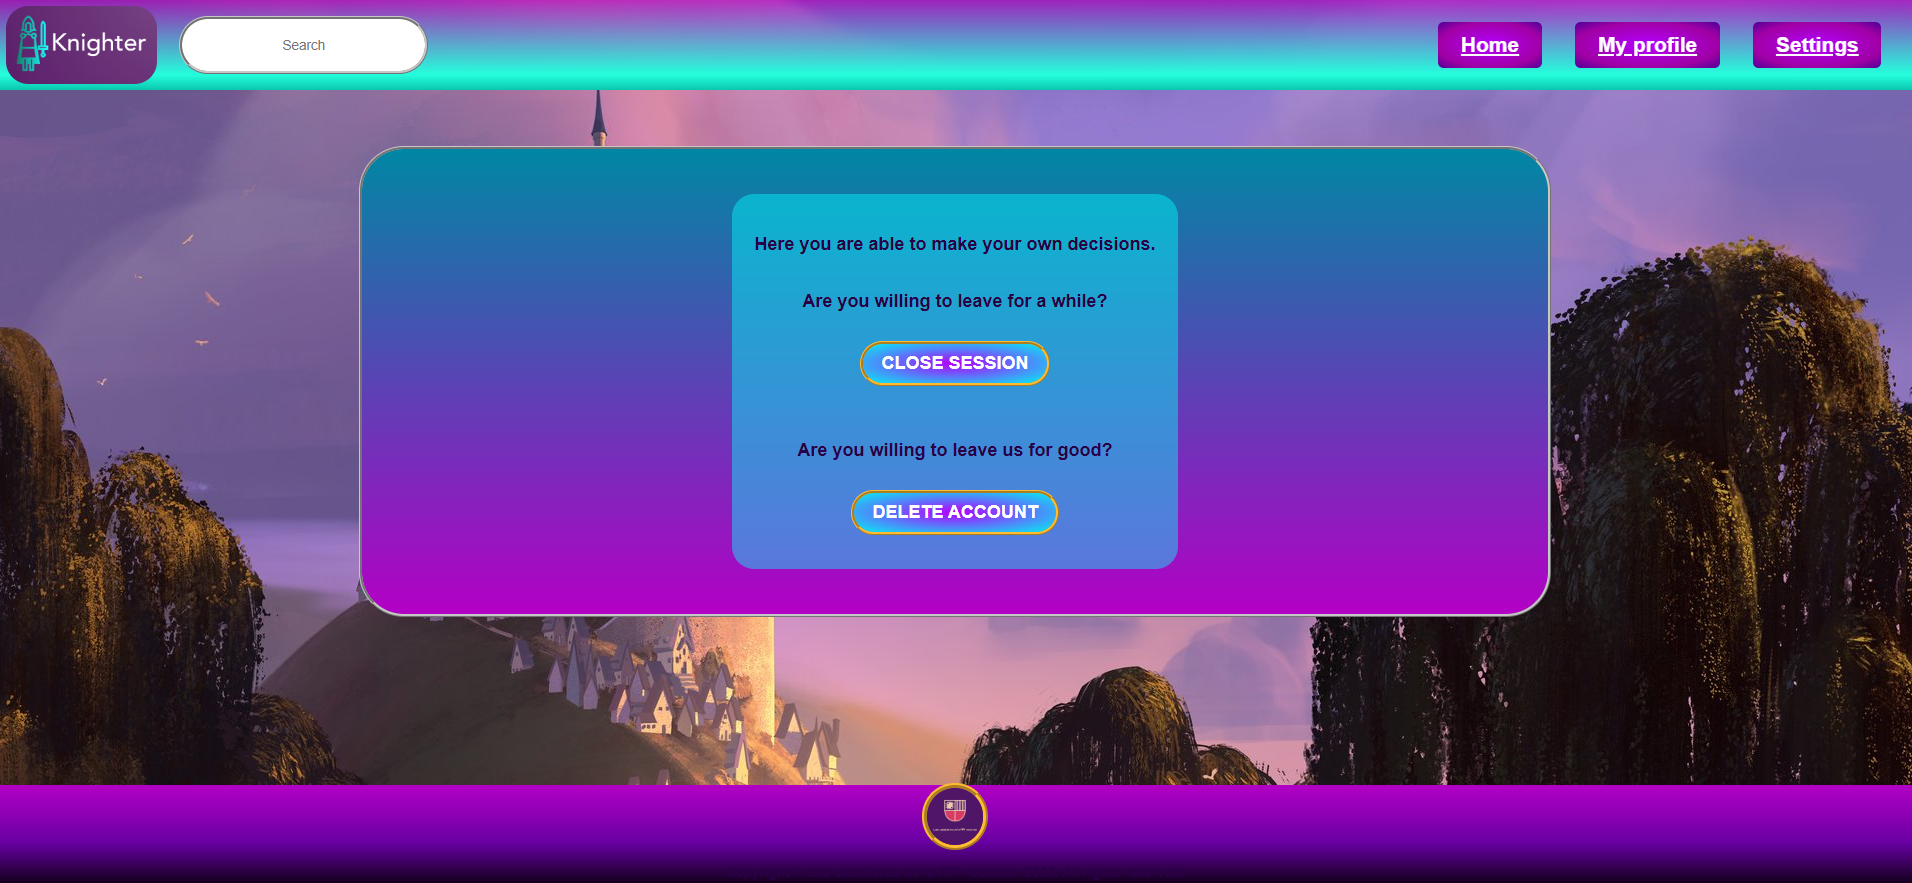 Knighter
Search
Home
My profile
Settings
Here you are able to make your own decisions.
Are you willing to leave for a while?
CLOSE SESSION
Are you willing to leave us for good?
DELETE ACCOUNT